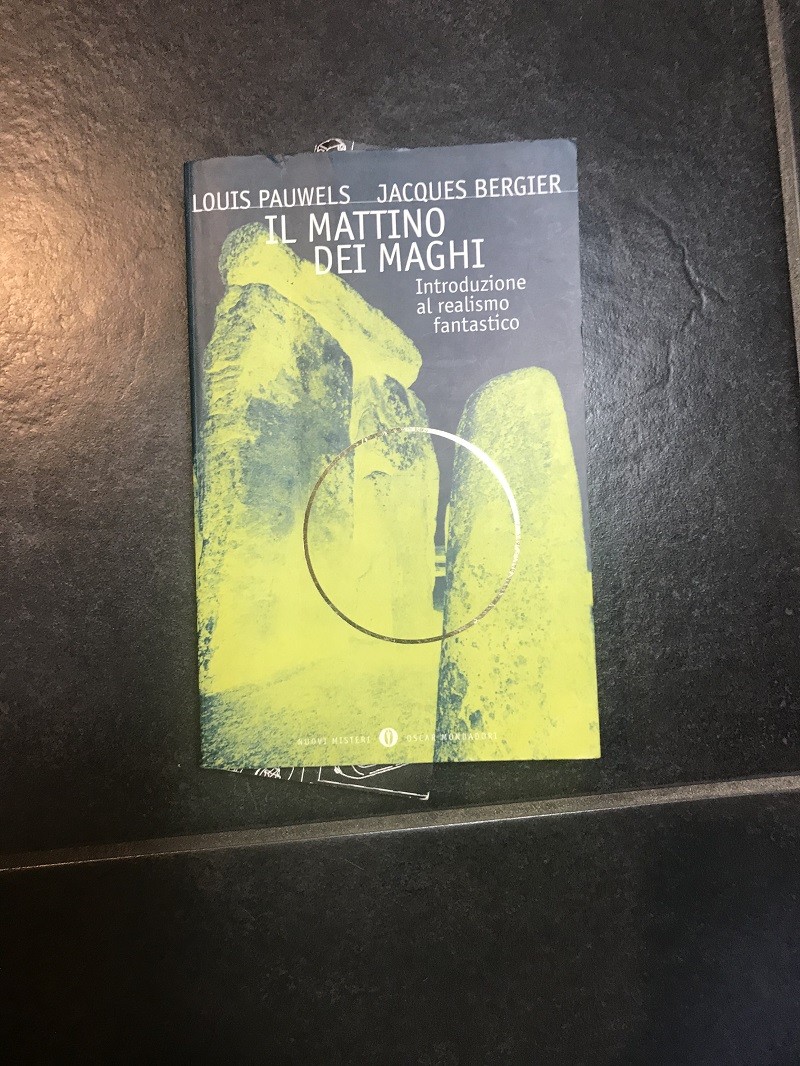 LOUIS PAUWELS JACQUES BERGIER
IL MATTINO
DEI MAGHI
Introduzione
al realismo
fantastico
NUOVI MISTERI OSCAR MONDADORI